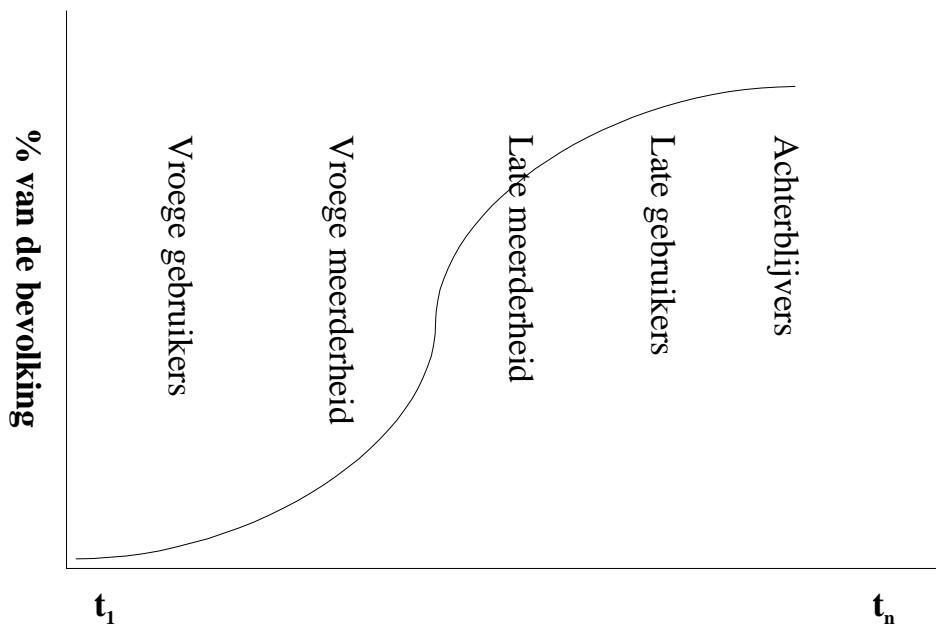 % van de bevolking
Vroege gebruikers
Vroege meerderheid
Late meerderheid
Late gebruikers
Achterblijvers
t1
tn